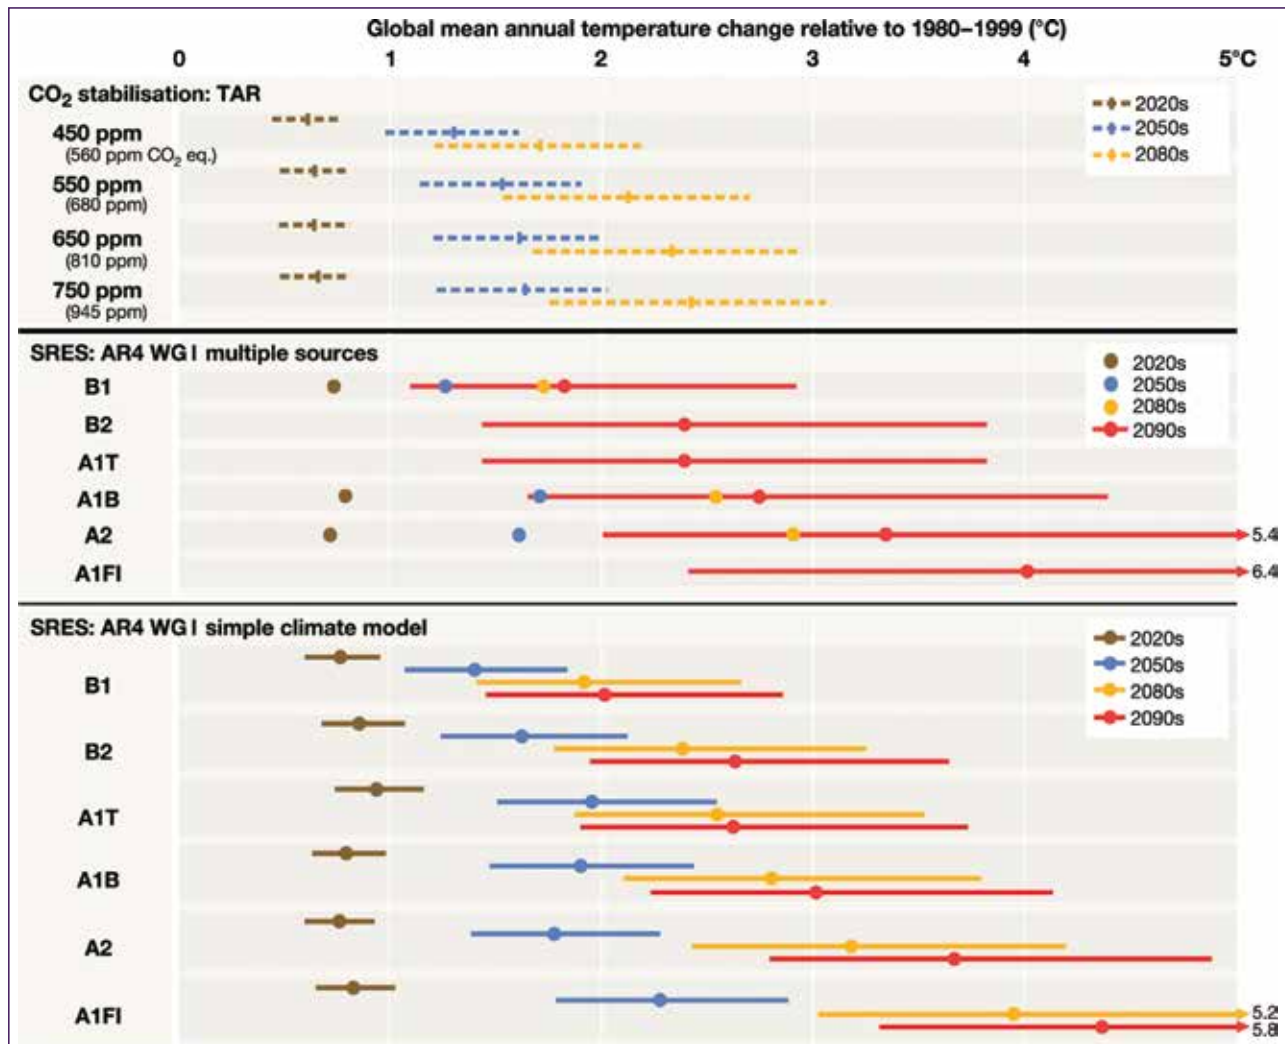 Global mean annual temperature change relative to 1980–1999 (°C)
0 1 2 3 4 5°C
CO₂ stabilisation: TAR
2020s
2050s
2080s
450 ppm
(560 ppm CO₂ eq.)
550 ppm
(680 ppm)
650 ppm
(810 ppm)
750 ppm
(945 ppm)
SRES: AR4 WG I multiple sources
2020s
2050s
2080s
2090s
B1
B2
A1T
A1B
A2
5.4
A1FI
6.4
SRES: AR4 WG I simple climate model
2020s
2050s
2080s
2090s
B1
B2
A1T
A1B
A2
A1FI
5.2
5.8